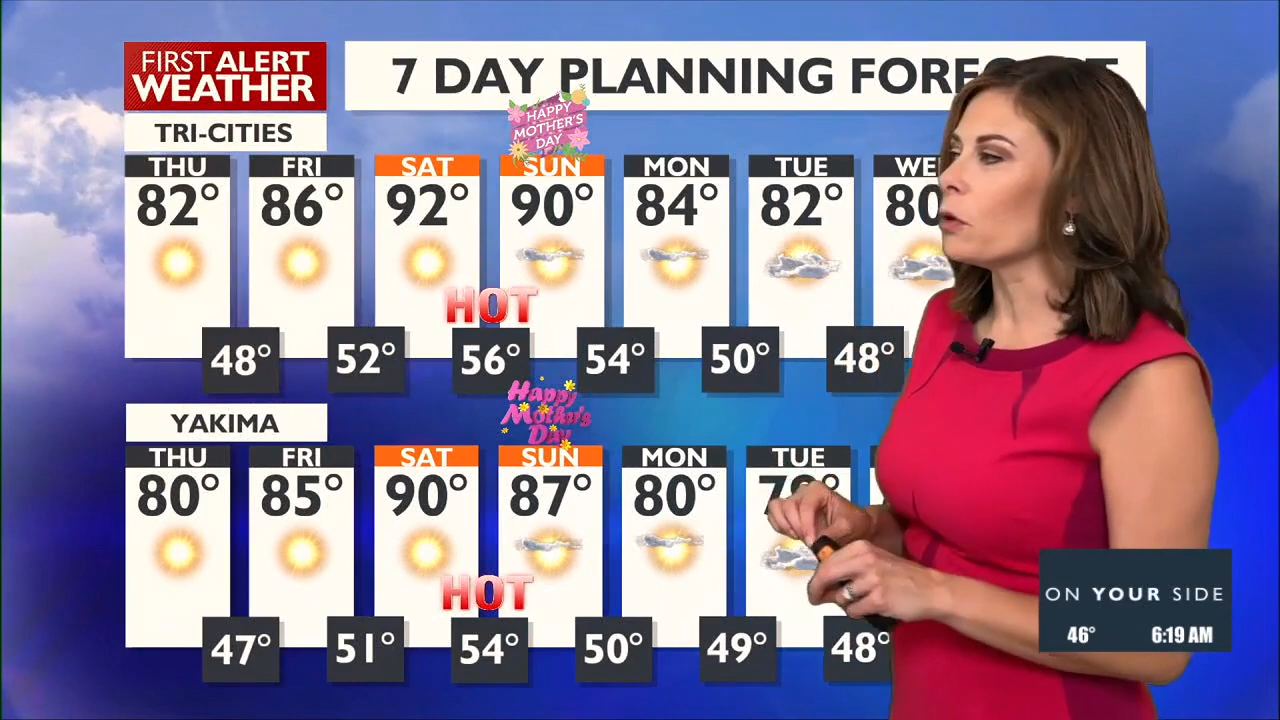 FIRST ALERT
WEATHER
7 DAY PLANNING
TRI-CITIES
HAPPY
MOTHER'S
DAY
THU FRI SAT SUN MON TUE
82° 86° 92° 90° 84° 82° 80
HOT
48° 52° 56° 54° 50° 48°
YAKIMA
Happy
Mother's
Day
THU FRI SAT SUN MON TUE
80° 85° 90° 87° 80°
HOT
47° 51° 54° 50° 49° 48°
ON YOUR SIDE
46° 6:19 AM